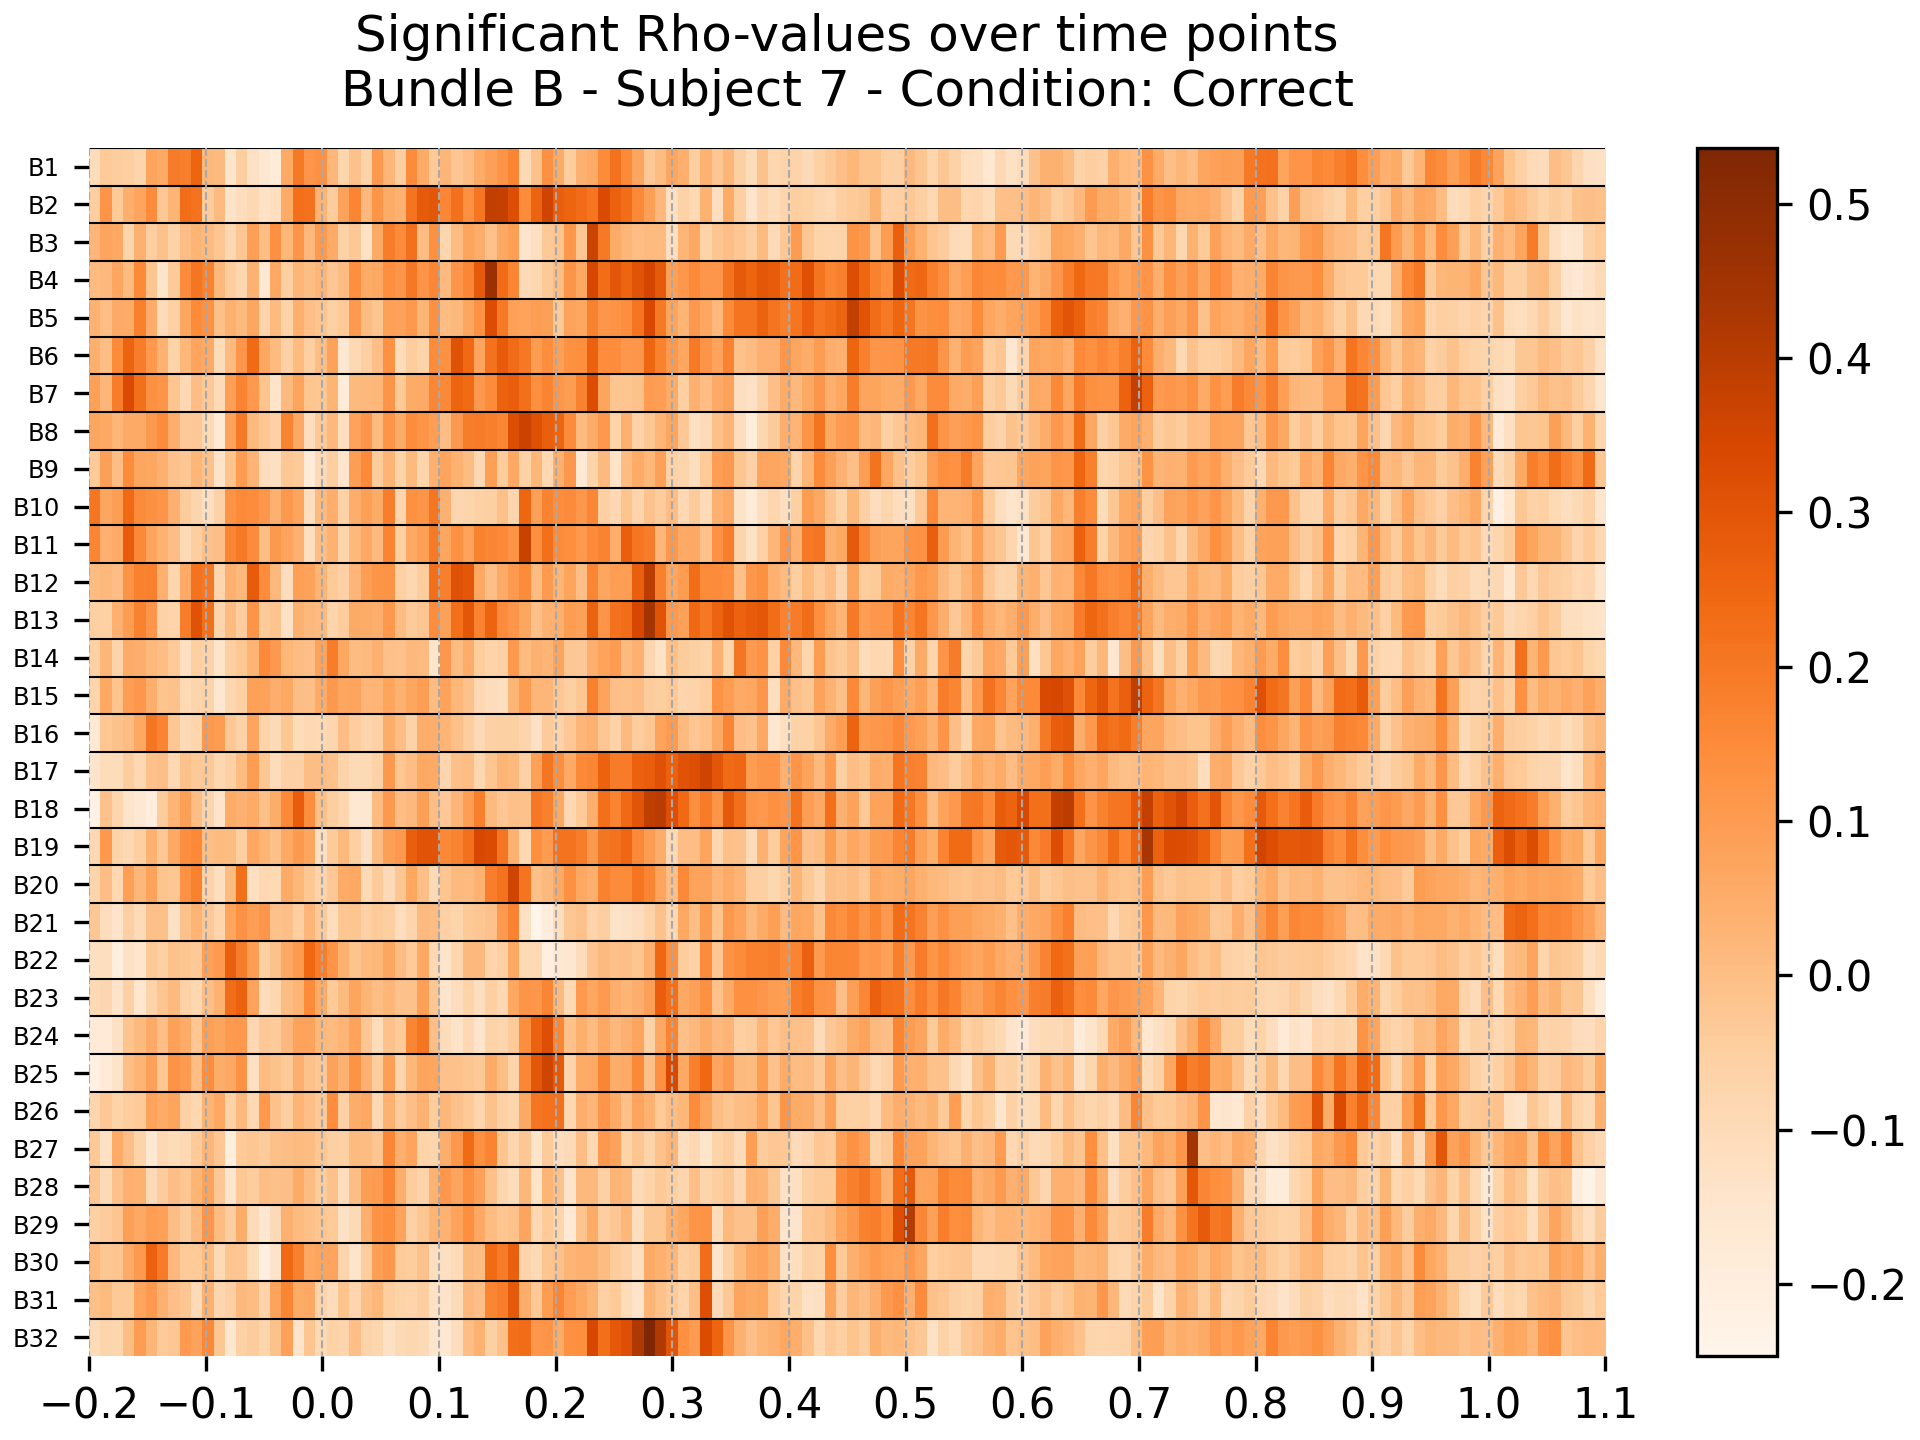 Significant Rho-values over time points
Bundle B - Subject 7 - Condition: Correct
B1
B2
B3
B4
B5
B6
B7
B8
B9
B10
B11
B12
B13
B14
B15
B16
B17
B18
B19
B20
B21
B22
B23
B24
B25
B26
B27
B28
B29
B30
B31
B32
−0.2 −0.1 0.0 0.1 0.2 0.3 0.4 0.5 0.6 0.7 0.8 0.9 1.0 1.1
0.5
0.4
0.3
0.2
0.1
0.0
−0.1
−0.2